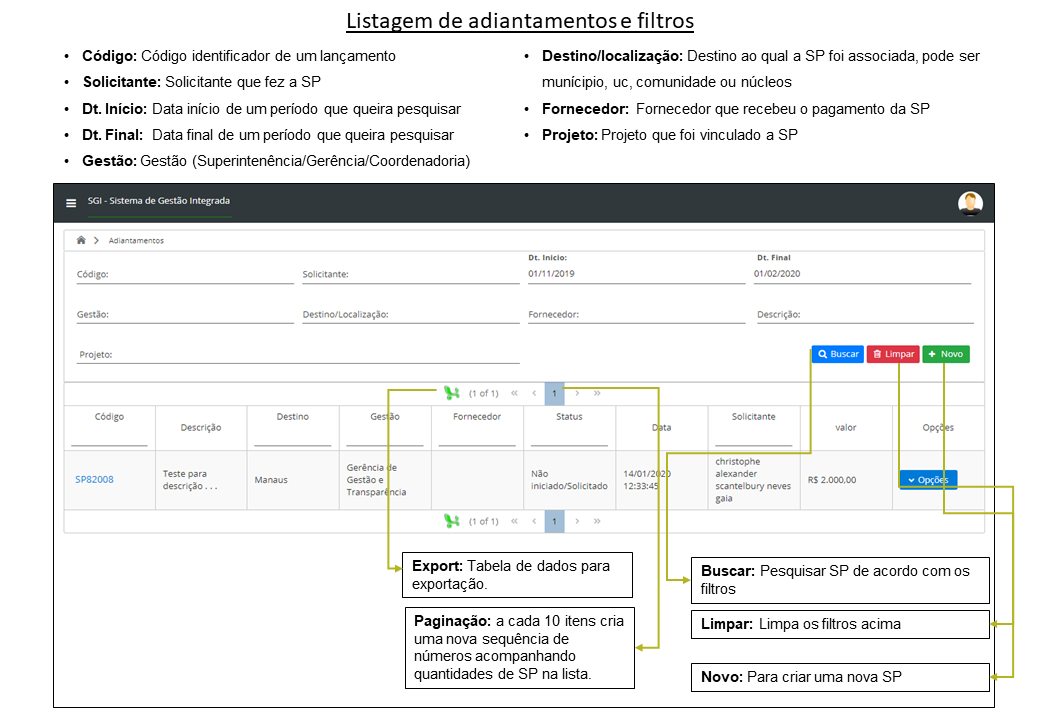 Listagem de adiantamentos e filtros
• Código: Código identificador de um lançamento
• Solicitante: Solicitante que fez a SP
• Dt. Início: Data início de um período que queira pesquisar
• Dt. Final: Data final de um período que queira pesquisar
• Gestão: Gestão (Superintenência/Gerência/Coordenadoria)
• Destino/localização: Destino ao qual a SP foi associada, pode ser
munícipio, uc, comunidade ou núcleos
• Fornecedor: Fornecedor que recebeu o pagamento da SP
• Projeto: Projeto que foi vinculado a SP
SGI - Sistema de Gestão Integrada
Adiantamentos
Dt. Inicio: Dt. Final
Código: Solicitante: 01/11/2019 01/02/2020
Gestão: Destino/Localização: Fornecedor: Descrição:
Projeto: Buscar Limpar Novo
(1 of 1) « ‹ 1 › »
Código Descrição Destino Gestão Fornecedor Status Data Solicitante valor Opções
SP82008
Teste para
descrição . . .
Manaus
Gerência de
Gestão e
Transparência
Não
iniciado/Solicitado
14/01/2020
12:33:45
christophe
alexander
scantelbury neves
gaia
R$ 2.000,00
Opções
(1 of 1) « ‹ 1 › »
Export: Tabela de dados para
exportação.
Paginação: a cada 10 itens cria
uma nova sequência de
números acompanhando
quantidades de SP na lista.
Buscar: Pesquisar SP de acordo com os
filtros
Limpar: Limpa os filtros acima
Novo: Para criar uma nova SP